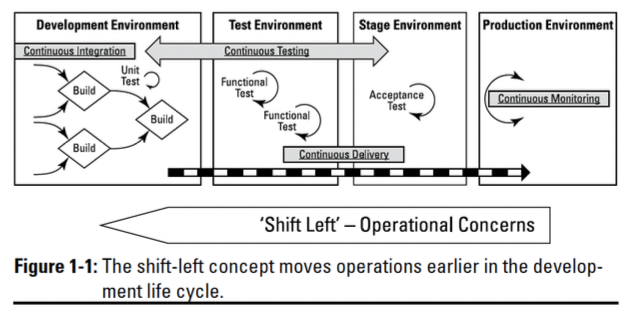 Development Environment
Test Environment
Stage Environment
Production Environment
Continuous Integration
Continuous Testing
Unit
Test
Build
Build
Build
Functional
Test
Functional
Test
Acceptance
Test
Continuous Monitoring
Continuous Delivery
'Shift Left' – Operational Concerns
Figure 1-1: The shift-left concept moves operations earlier in the develop-
ment life cycle.